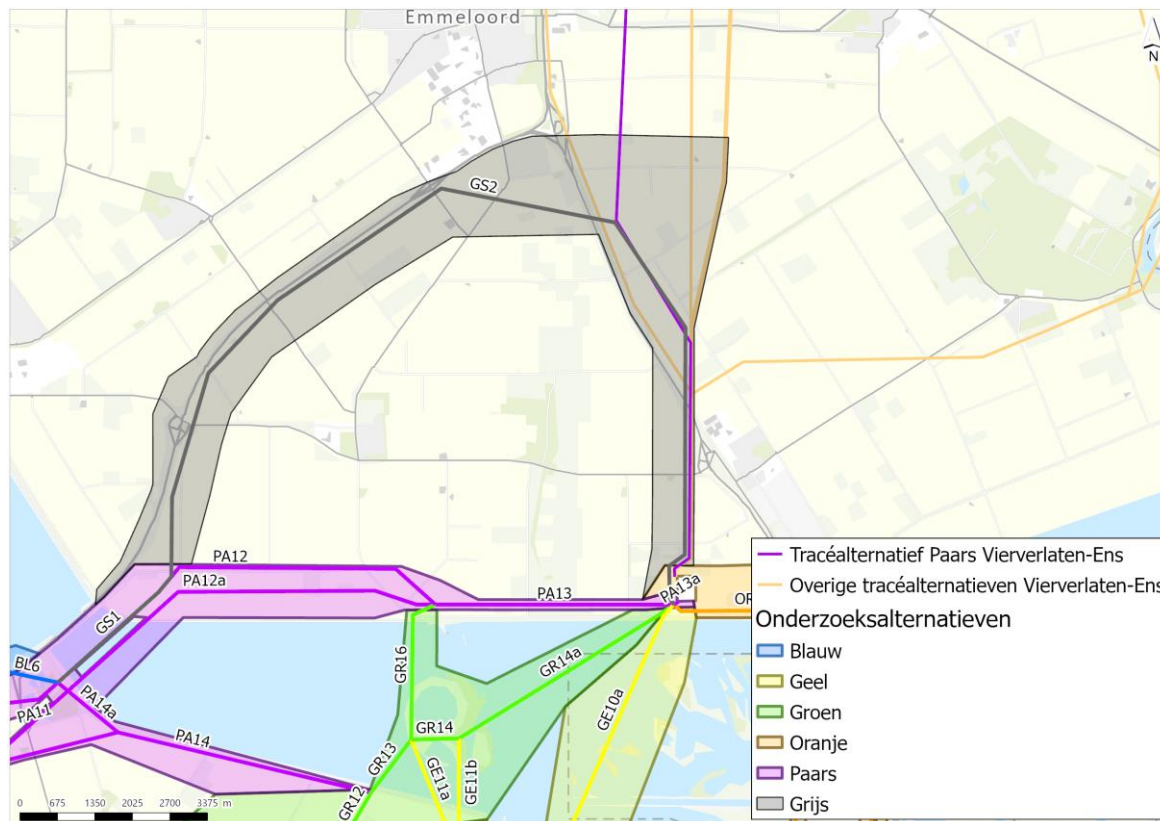 Emmeloord
N
GS2
PA12
PA12a
PA13
PA13a
OR
GS1
BL6
PA11
PA14a
PA14
GR16
GR14a
GR14
GR13
GR12
GE11a
GE11b
GE10a
Tracéalternatief Paars Vierverlaten-Ens
Overige tracéalternatieven Vierverlaten-Ens
Onderzoeksalternatieven
Blauw
Geel
Groen
Oranje
Paars
Grijs
0 675 1350 2025 2700 3375 m